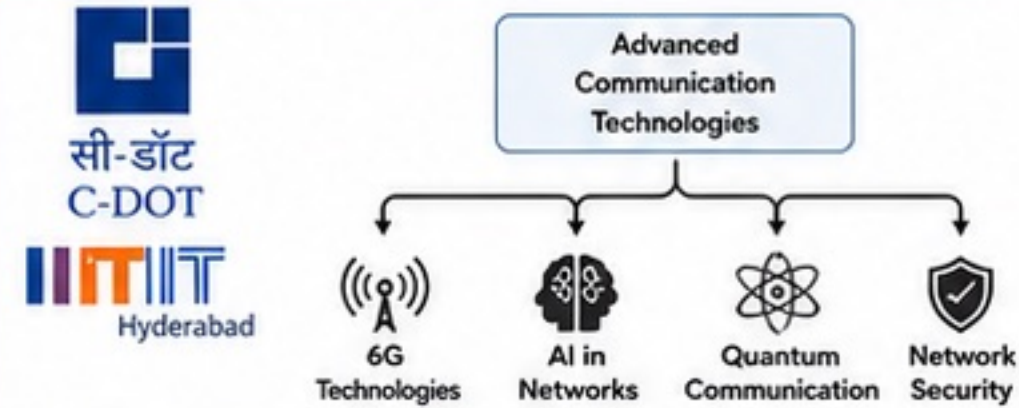 सी-डॉट
C-DOT
IIIT
Hyderabad
Advanced
Communication
Technologies
6G
Technologies
AI in
Networks
Quantum
Communication
Network
Security